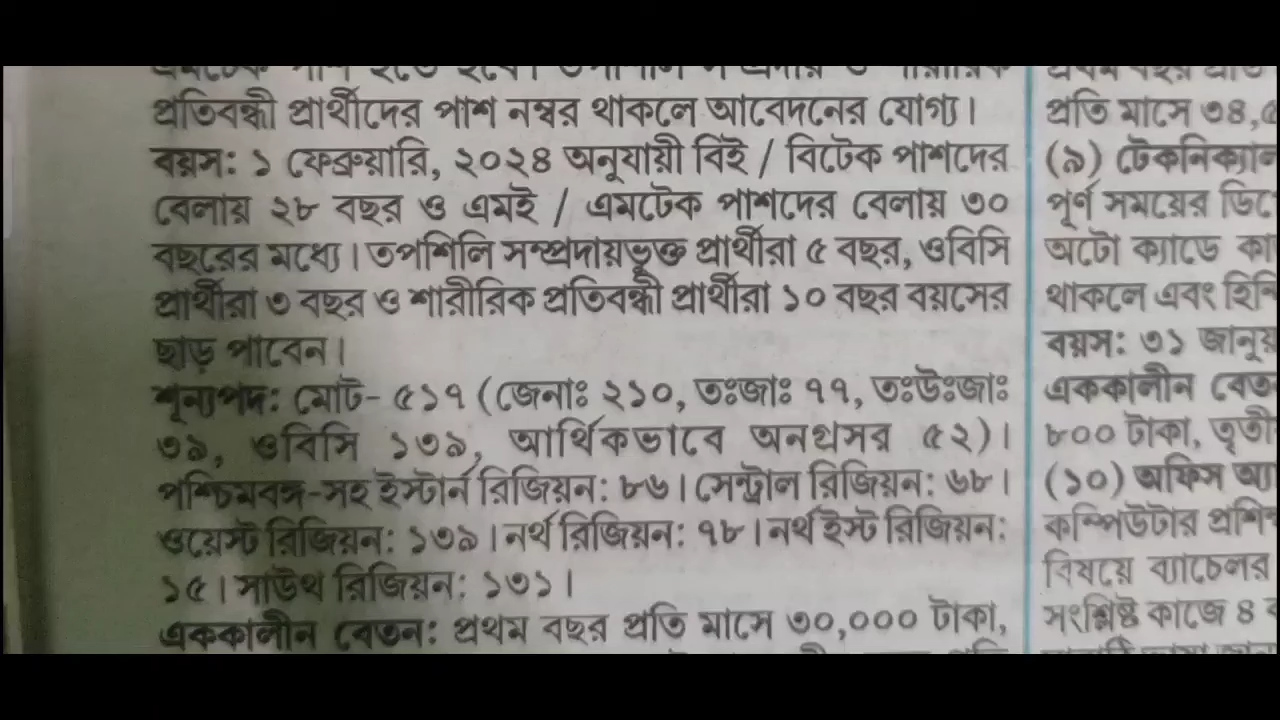 প্রতিবন্ধী প্রার্থীদের পাশ নম্বর থাকলে আবেদনের যোগ্য।
বয়স: ১ ফেব্রুয়ারি, ২০২৪ অনুযায়ী বিই / বিটেক পাশদের
বেলায় ২৮ বছর ও এমই / এমটেক পাশদের বেলায় ৩০
বছরের মধ্যে। তপশিলি সম্প্রদায়ভুক্ত প্রার্থীরা ৫ বছর, ওবিসি
প্রার্থীরা ৩ বছর ও শারীরিক প্রতিবন্ধী প্রার্থীরা ১০ বছর বয়সের
ছাড় পাবেন।
শূন্যপদ: মোট- ৫১৭ (জেনাঃ ২১০, তঃজাঃ ৭৭, তঃউঃজাঃ
৩৯, ওবিসি ১৩৯, আর্থিকভাবে অনগ্রসর ৫২)।
পশ্চিমবঙ্গ-সহ ইস্টার্ন রিজিয়ন: ৮৬। সেন্ট্রাল রিজিয়ন: ৬৮।
ওয়েস্ট রিজিয়ন: ১৩৯। নর্থ রিজিয়ন: ৭৮। নর্থ ইস্ট রিজিয়ন:
১৫। সাউথ রিজিয়ন: ১৩১।
এককালীন বেতন: প্রথম বছর প্রতি মাসে ৩০,০০০ টাকা,
প্রতি মাসে ৩৪,
(৯)
পূর্ণ সময়ের
অটো ক্যাডে
থাকলে এবং
বয়স: ৩১
এককালীন
৮০০ টাকা,
(১০) অফিস
কম্পিউটার
বিষয়ে ব্যাচেলর
সংশ্লিষ্ট কাজে ৪